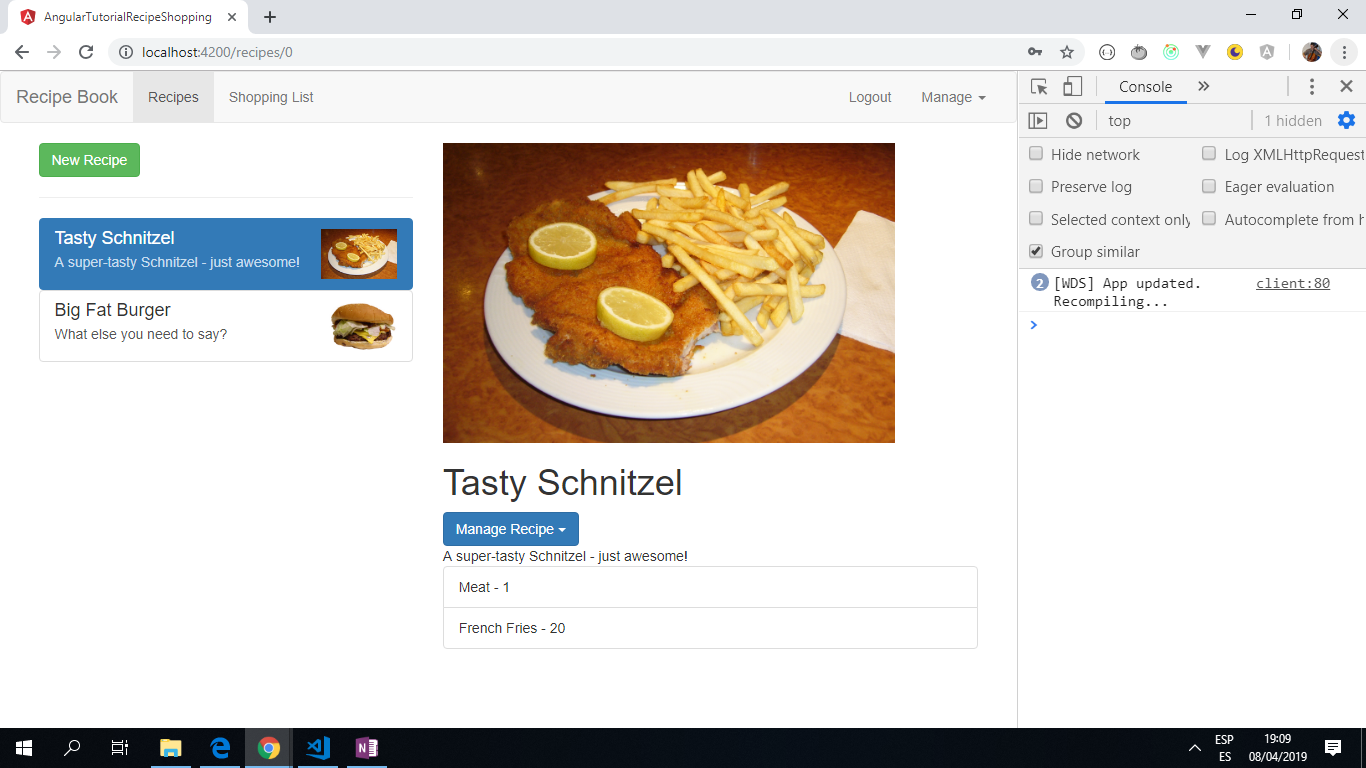 AngularTutorialRecipeShopping
localhost:4200/recipes/0
Recipe Book
Recipes
Shopping List
Logout
Manage
New Recipe
Tasty Schnitzel
A super-tasty Schnitzel - just awesome!
Big Fat Burger
What else you need to say?
Tasty Schnitzel
Manage Recipe
A super-tasty Schnitzel - just awesome!
Meat - 1
French Fries - 20
Console
top
1 hidden
Hide network
Log XMLHttpRequest
Preserve log
Eager evaluation
Selected context only
Autocomplete from h
Group similar
2 [WDS] App updated. client:80
Recompiling...
ESP
ES
19:09
08/04/2019